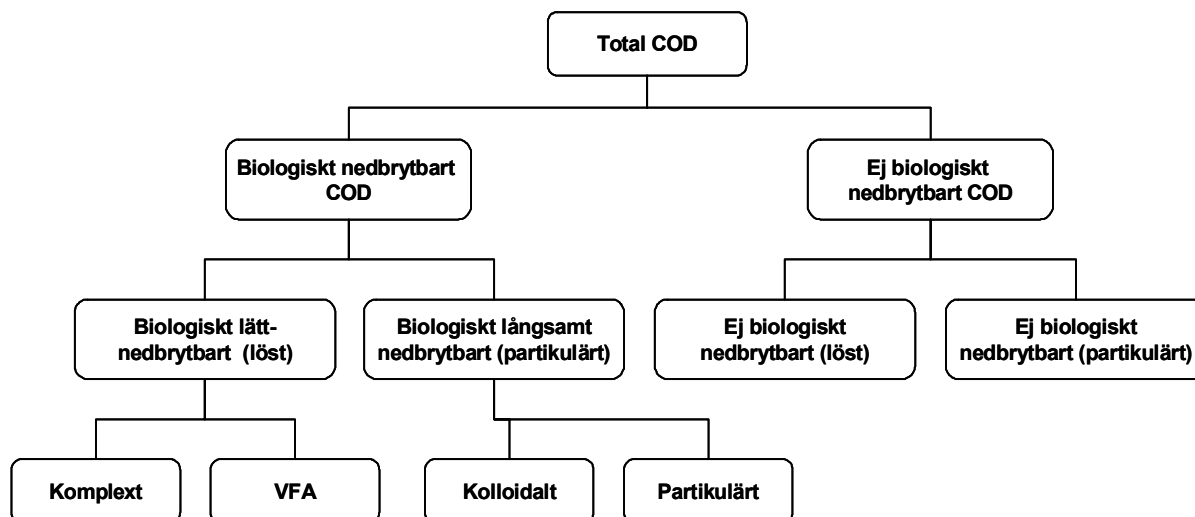 Total COD
Biologiskt nedbrytbart
COD
Ej biologiskt
nedbrytbart COD
Biologiskt lätt-
nedbrytbart (löst)
Biologiskt långsamt
nedbrytbart (partikulärt)
Ej biologiskt
nedbrytbart (löst)
Ej biologiskt
nedbrytbart (partikulärt)
Komplext
VFA
Kolloidalt
Partikulärt